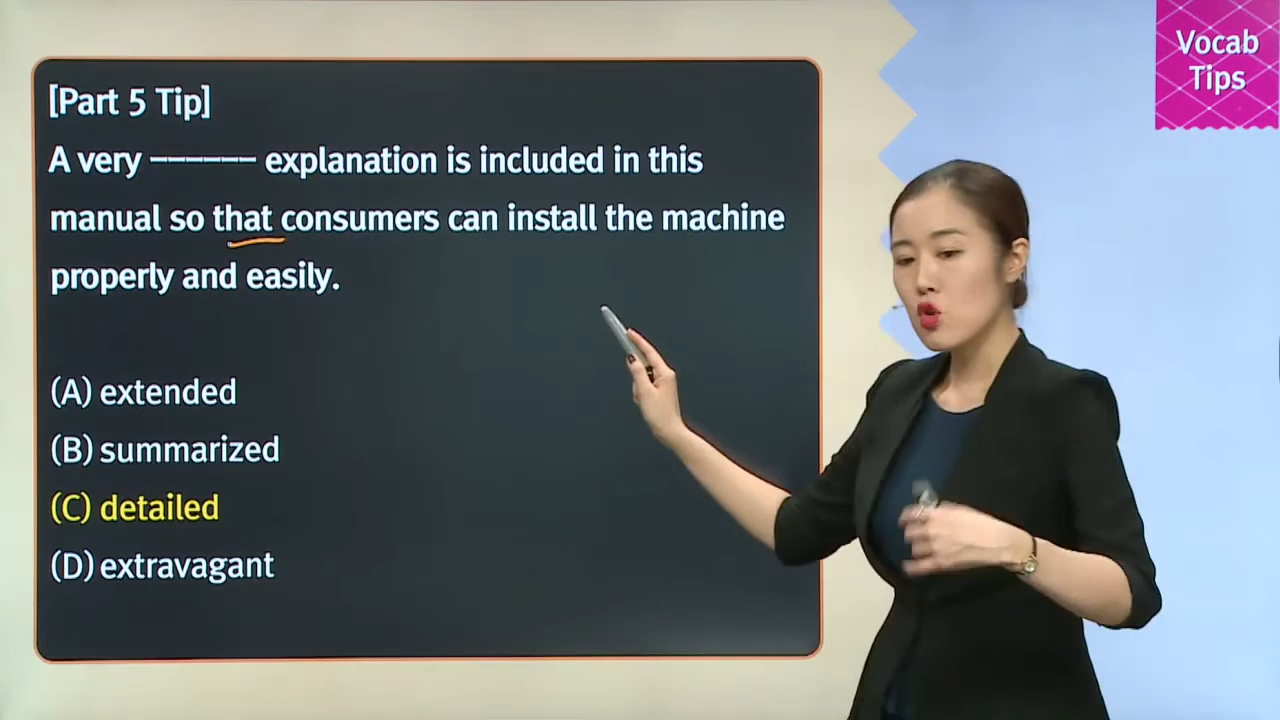 Vocab
Tips
[Part 5 Tip]
A very ------ explanation is included in this
manual so that consumers can install the machine
properly and easily.
(A) extended
(B) summarized
(C) detailed
(D) extravagant